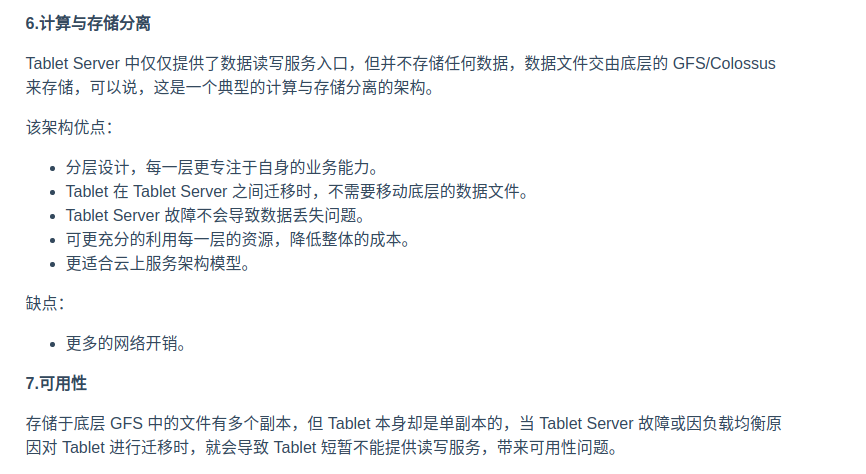 6.计算与存储分离
Tablet Server 中仅仅提供了数据读写服务入口，但并不存储任何数据，数据文件交由底层的 GFS/Colossus
来存储，可以说，这是一个典型的计算与存储分离的架构。
该架构优点：
• 分层设计，每一层更专注于自身的业务能力。
• Tablet 在 Tablet Server 之间迁移时，不需要移动底层的数据文件。
• Tablet Server 故障不会导致数据丢失问题。
• 可更充分的利用每一层的资源，降低整体的成本。
• 更适合云上服务架构模型。
缺点：
• 更多的网络开销。
7.可用性
存储于底层 GFS 中的文件有多个副本，但 Tablet 本身却是单副本的，当 Tablet Server 故障或因负载均衡原
因对 Tablet 进行迁移时，就会导致 Tablet 短暂不能提供读写服务，带来可用性问题。